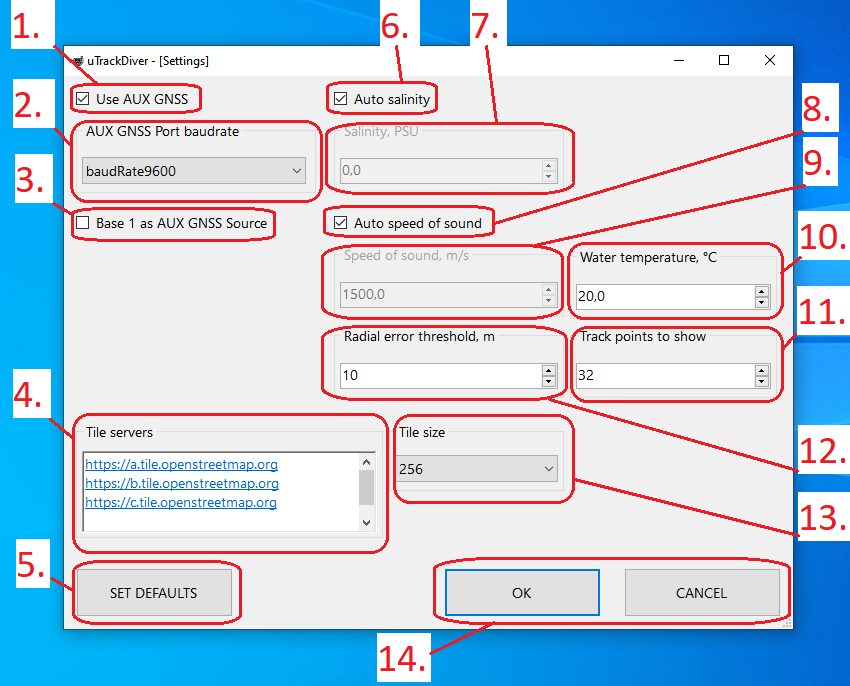 1.
6.
7.
uTrackDiver - [Settings]
2.
Use AUX GNSS
Auto salinity
8.
AUX GNSS Port baudrate
Salinity, PSU
baudRate9600
0,0
9.
3.
Base 1 as AUX GNSS Source
Auto speed of sound
10.
Speed of sound, m/s
Water temperature, °C
1500,0
20,0
11.
Radial error threshold, m
Track points to show
10
32
4.
Tile servers
Tile size
12.
https://a.tile.openstreetmap.org
https://b.tile.openstreetmap.org
https://c.tile.openstreetmap.org
256
13.
5.
SET DEFAULTS
OK
CANCEL
14.